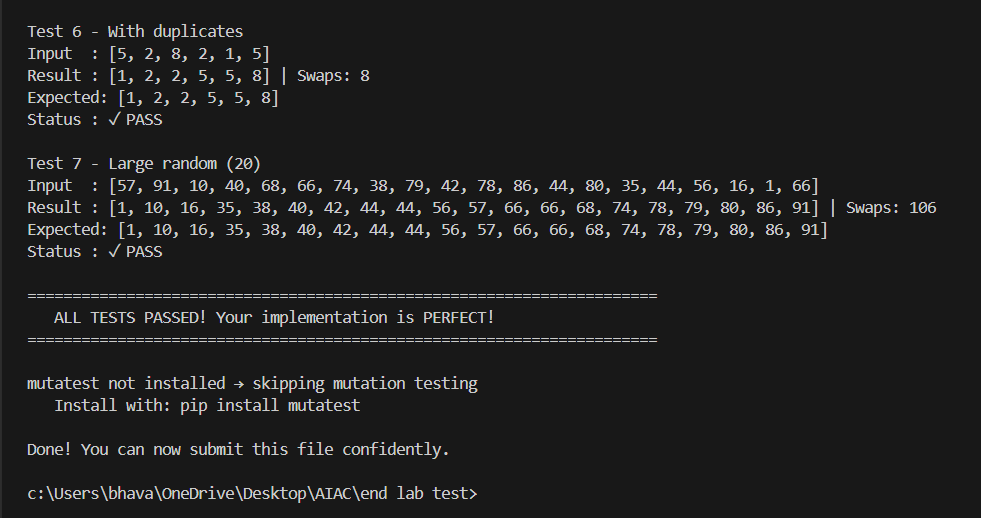 Test 6 - With duplicates
Input  : [5, 2, 8, 2, 1, 5]
Result : [1, 2, 2, 5, 5, 8] | Swaps: 8
Expected: [1, 2, 2, 5, 5, 8]
Status : ✓ PASS
Test 7 - Large random (20)
Input  : [57, 91, 10, 40, 68, 66, 74, 38, 79, 42, 78, 86, 44, 80, 35, 44, 56, 16, 1, 66]
Result : [1, 10, 16, 35, 38, 40, 42, 44, 44, 56, 57, 66, 66, 68, 74, 78, 79, 80, 86, 91] | Swaps: 106
Expected: [1, 10, 16, 35, 38, 40, 42, 44, 44, 56, 57, 66, 66, 68, 74, 78, 79, 80, 86, 91]
Status : ✓ PASS
======================================================================
   ALL TESTS PASSED! Your implementation is PERFECT!
======================================================================
mutatest not installed → skipping mutation testing
   Install with: pip install mutatest
Done! You can now submit this file confidently.
c:\Users\bhava\OneDrive\Desktop\AIAC\end lab test>